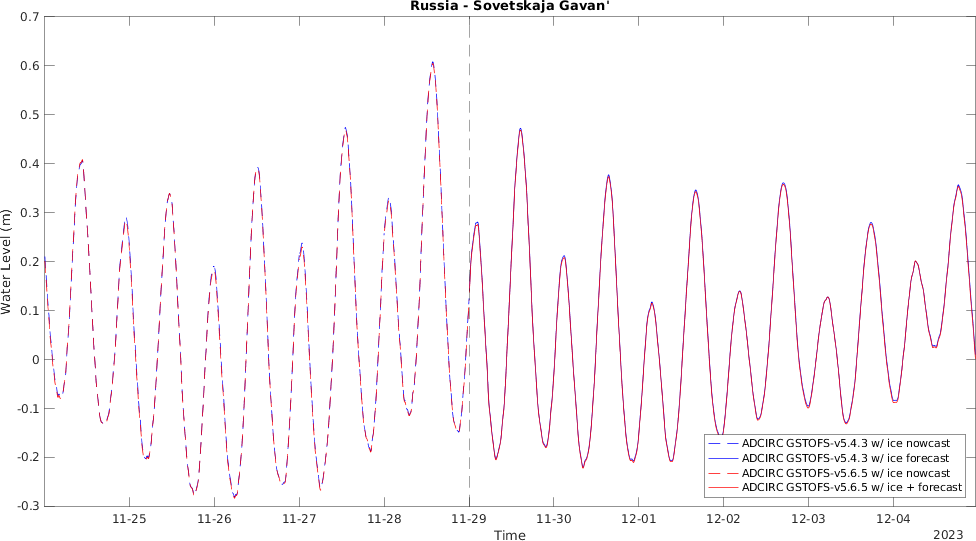 Russia - Sovetskaja Gavan'
0.7
0.6
0.5
0.4
0.3
0.2
0.1
0
-0.1
-0.2
-0.3
Water Level (m)
ADCIRC GSTOFS-v5.4.3 w/ ice nowcast
ADCIRC GSTOFS-v5.4.3 w/ ice forecast
ADCIRC GSTOFS-v5.6.5 w/ ice nowcast
ADCIRC GSTOFS-v5.6.5 w/ ice + forecast
11-25 11-26 11-27 11-28 11-29 11-30 12-01 12-02 12-03 12-04
Time
2023